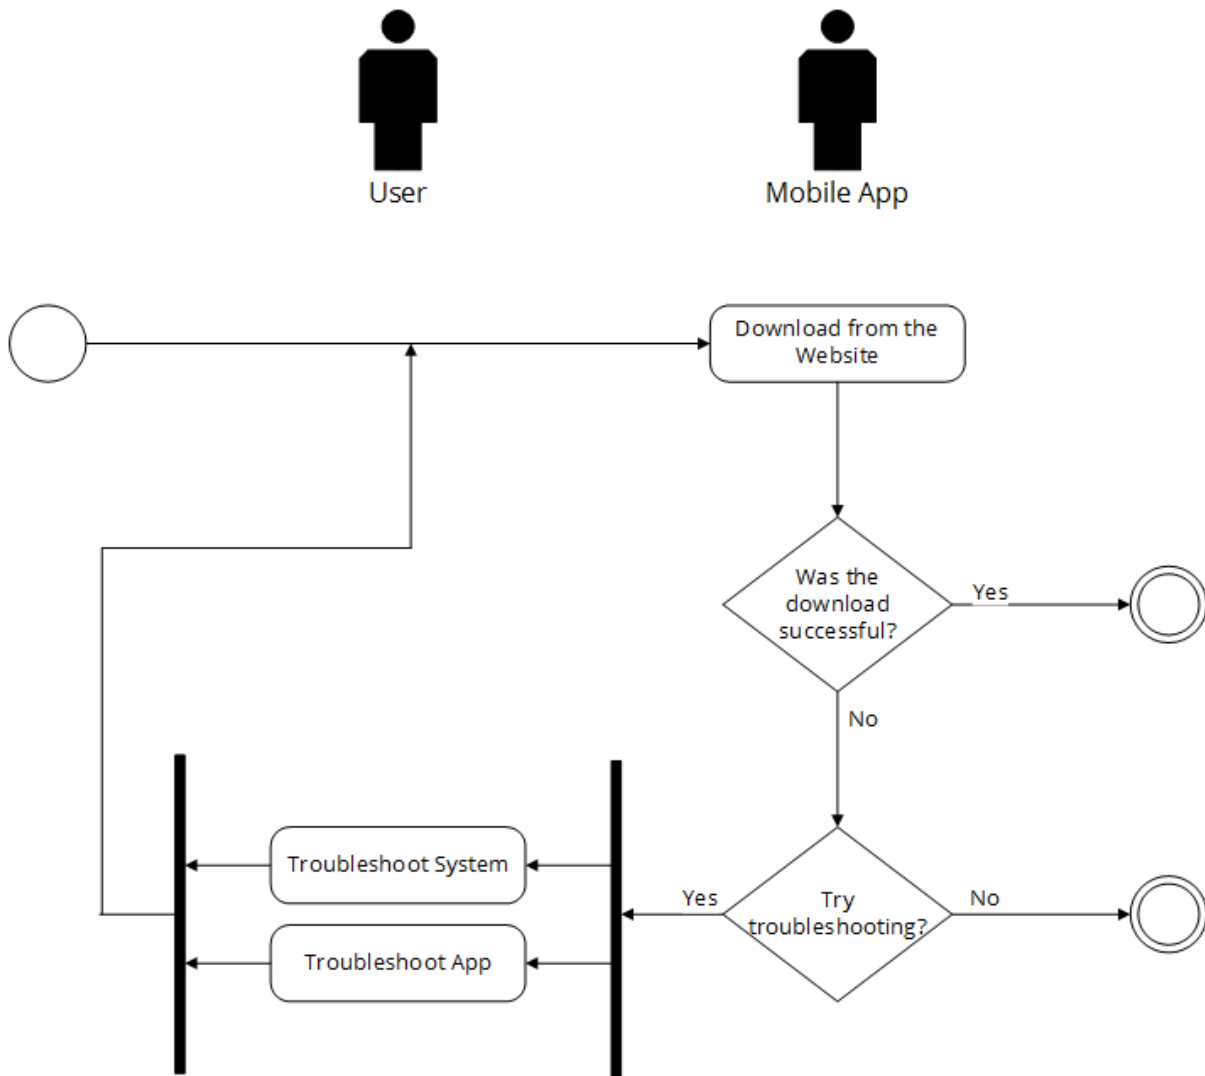 User
Mobile App
Download from the
Website
Was the
download
successful?
Yes
No
Troubleshoot System
Yes
Try
troubleshooting?
No
Troubleshoot App